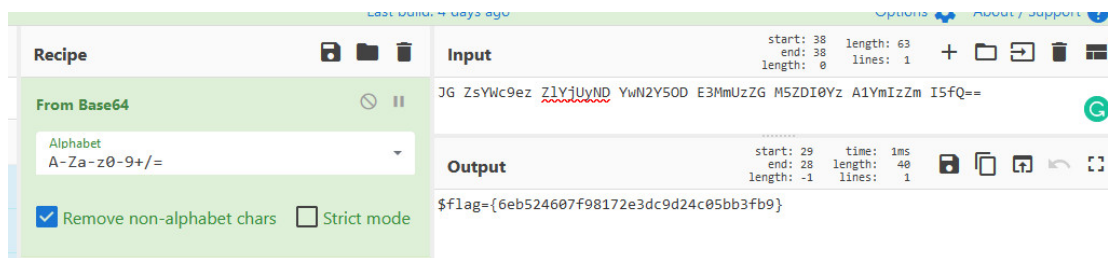 Last build: 4 days ago
Options
About / Support
Recipe
From Base64
Alphabet
A-Za-z0-9+/=
Remove non-alphabet chars
Strict mode
Input
start: 38
end: 38
length: 0
length: 63
lines: 1
JG ZsYWc9ez ZlYjUyND YwN2Y5OD E3MmUzZG M5ZDI0Yz A1YmIzZm I5fQ==
Output
start: 29
end: 28
length: -1
time: 1ms
length: 40
lines: 1
$flag={6eb524607f98172e3dc9d24c05bb3fb9}